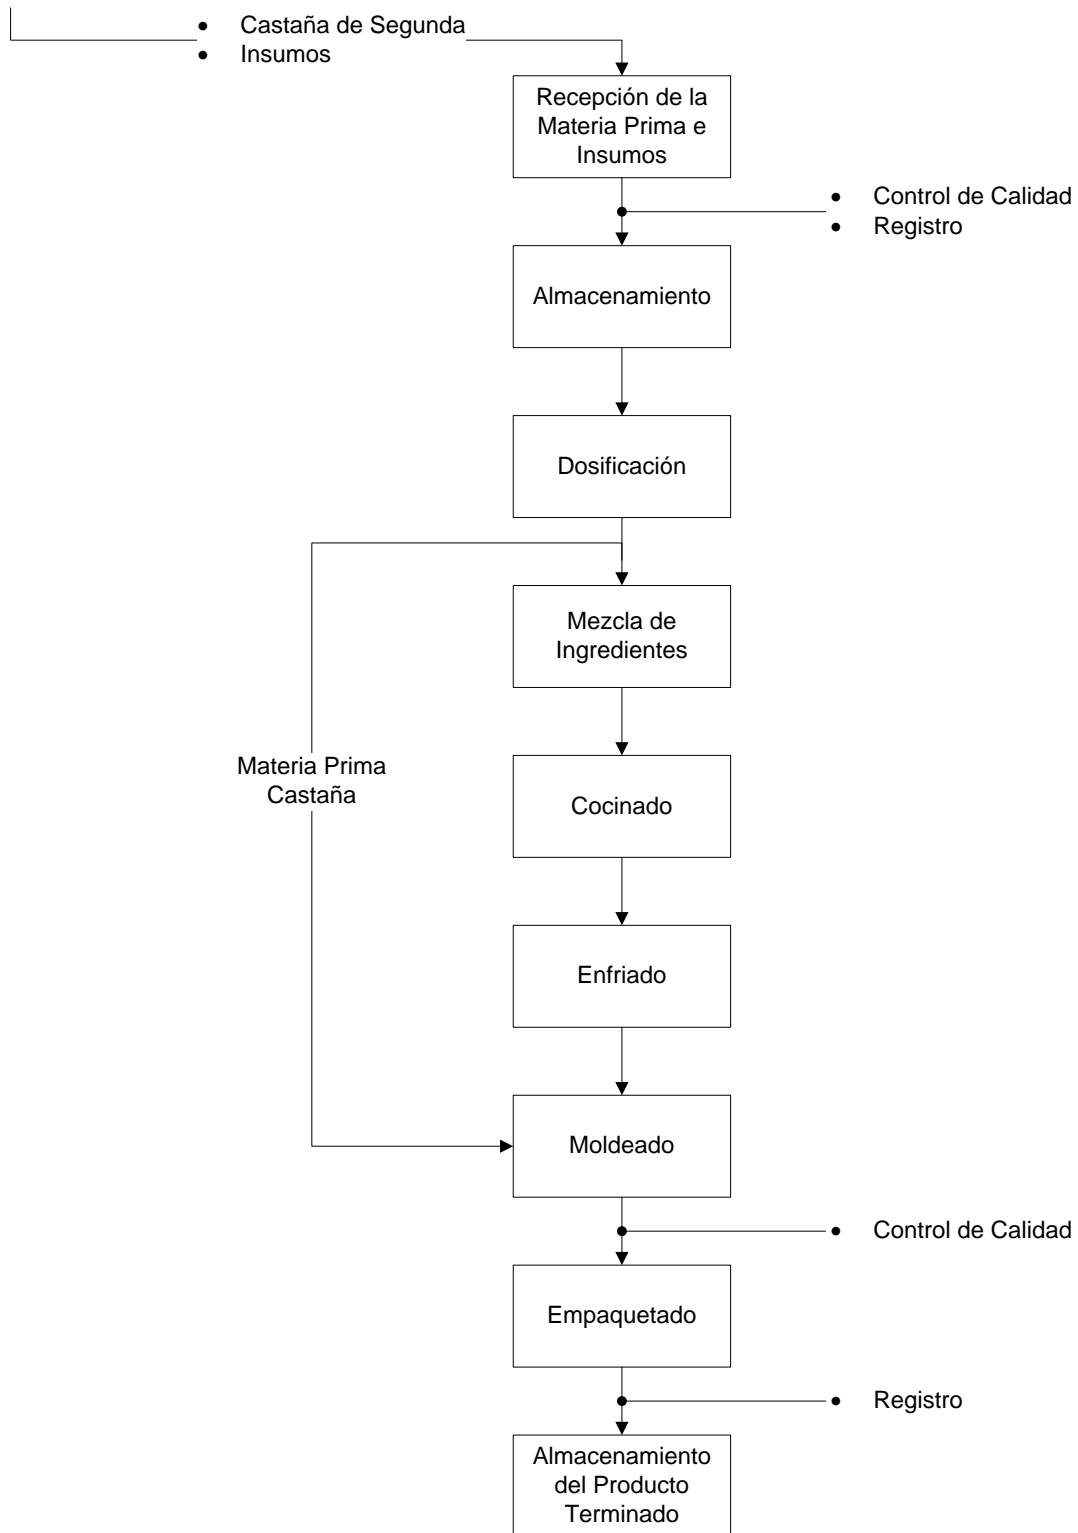 • Castaña de Segunda
• Insumos
Recepción de la
Materia Prima e
Insumos
• Control de Calidad
• Registro
Almacenamiento
Dosificación
Mezcla de
Ingredientes
Materia Prima
Castaña
Cocinado
Enfriado
Moldeado
• Control de Calidad
Empaquetado
• Registro
Almacenamiento
del Producto
Terminado